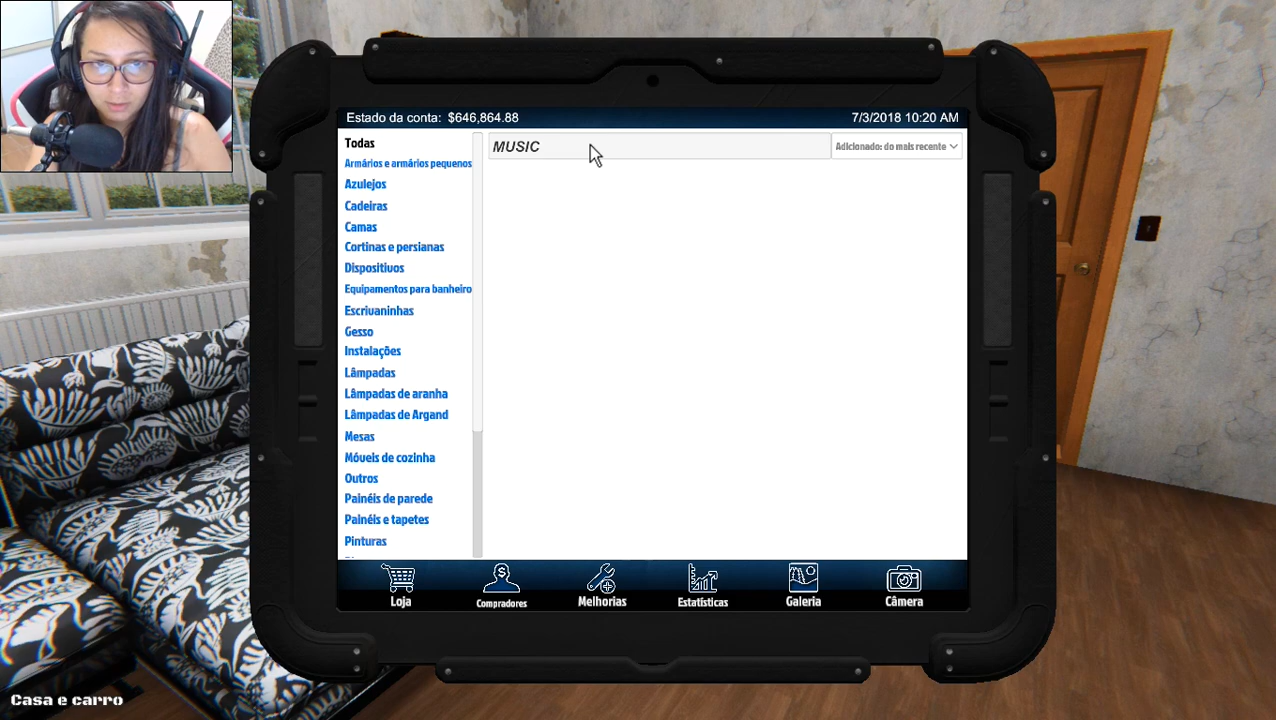 Estado da conta: $646,864.88
7/3/2018 10:20 AM
Todas
Armários e armários pequenos
Azulejos
Cadeiras
Camas
Cortinas e persianas
Dispositivos
Equipamentos para banheiro
Escrivaninhas
Gesso
Instalações
Lâmpadas
Lâmpadas de aranha
Lâmpadas de Argand
Mesas
Móveis de cozinha
Outros
Painéis de parede
Painéis e tapetes
Pinturas
MUSIC
Adicionado: do mais recente
Loja
Compradores
Melhorias
Estatísticas
Galeria
Câmera
Casa e carro